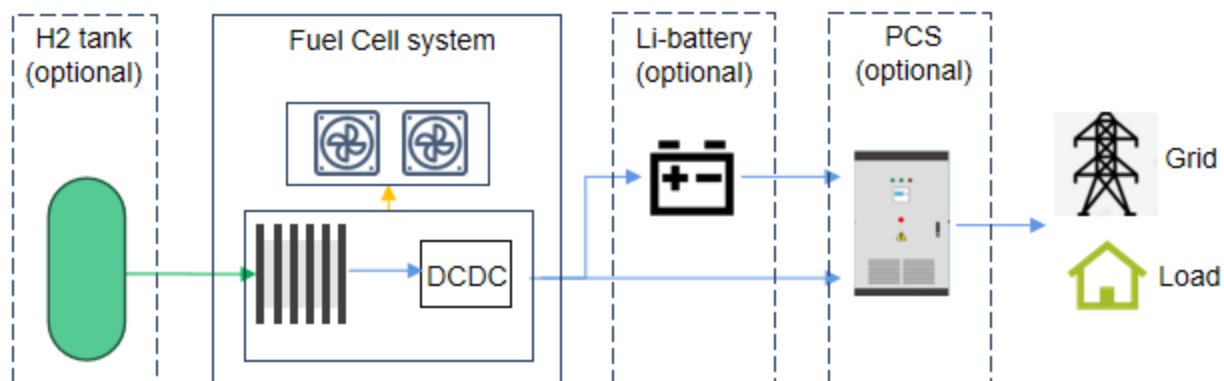 H2 tank
(optional)
Fuel Cell system
Li-battery
(optional)
PCS
(optional)
DCDC
Grid
Load